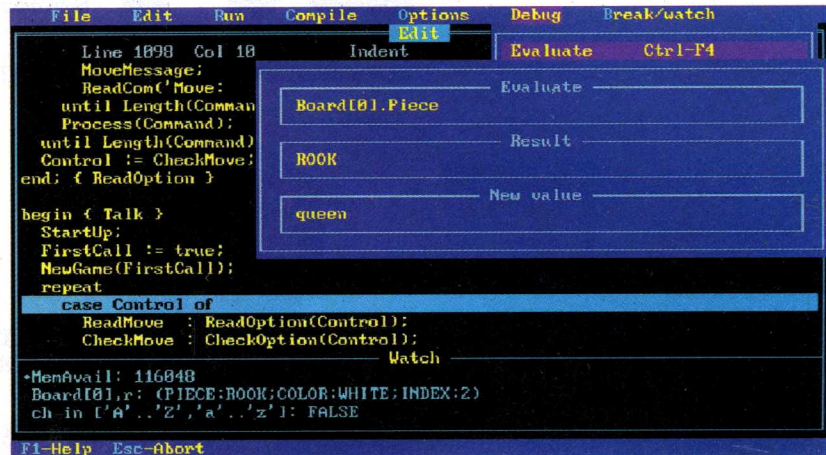 File Edit Run Compile Options Debug Break/watch
Edit
Line 1098 Col 10 Indent
Evaluate Ctrl-F4
MoveMessage;
ReadCom('Move:
until Length(Comman
Process(Command);
until Length(Command)
Control := CheckMove;
end; { ReadOption }
begin { Talk }
StartUp;
FirstCall := true;
NewGame(FirstCall);
repeat
case Control of
ReadMove : ReadOption(Control);
CheckMove : CheckOption(Control);
Evaluate
Board[0].Piece
Result
ROOK
New value
queen
Watch
•MemAvail: 116048
Board[0],r: (PIECE:ROOK;COLOR:WHITE;INDEX:2)
ch in ['A'..'Z','a'..'z']: FALSE
F1-Help Esc-Abort